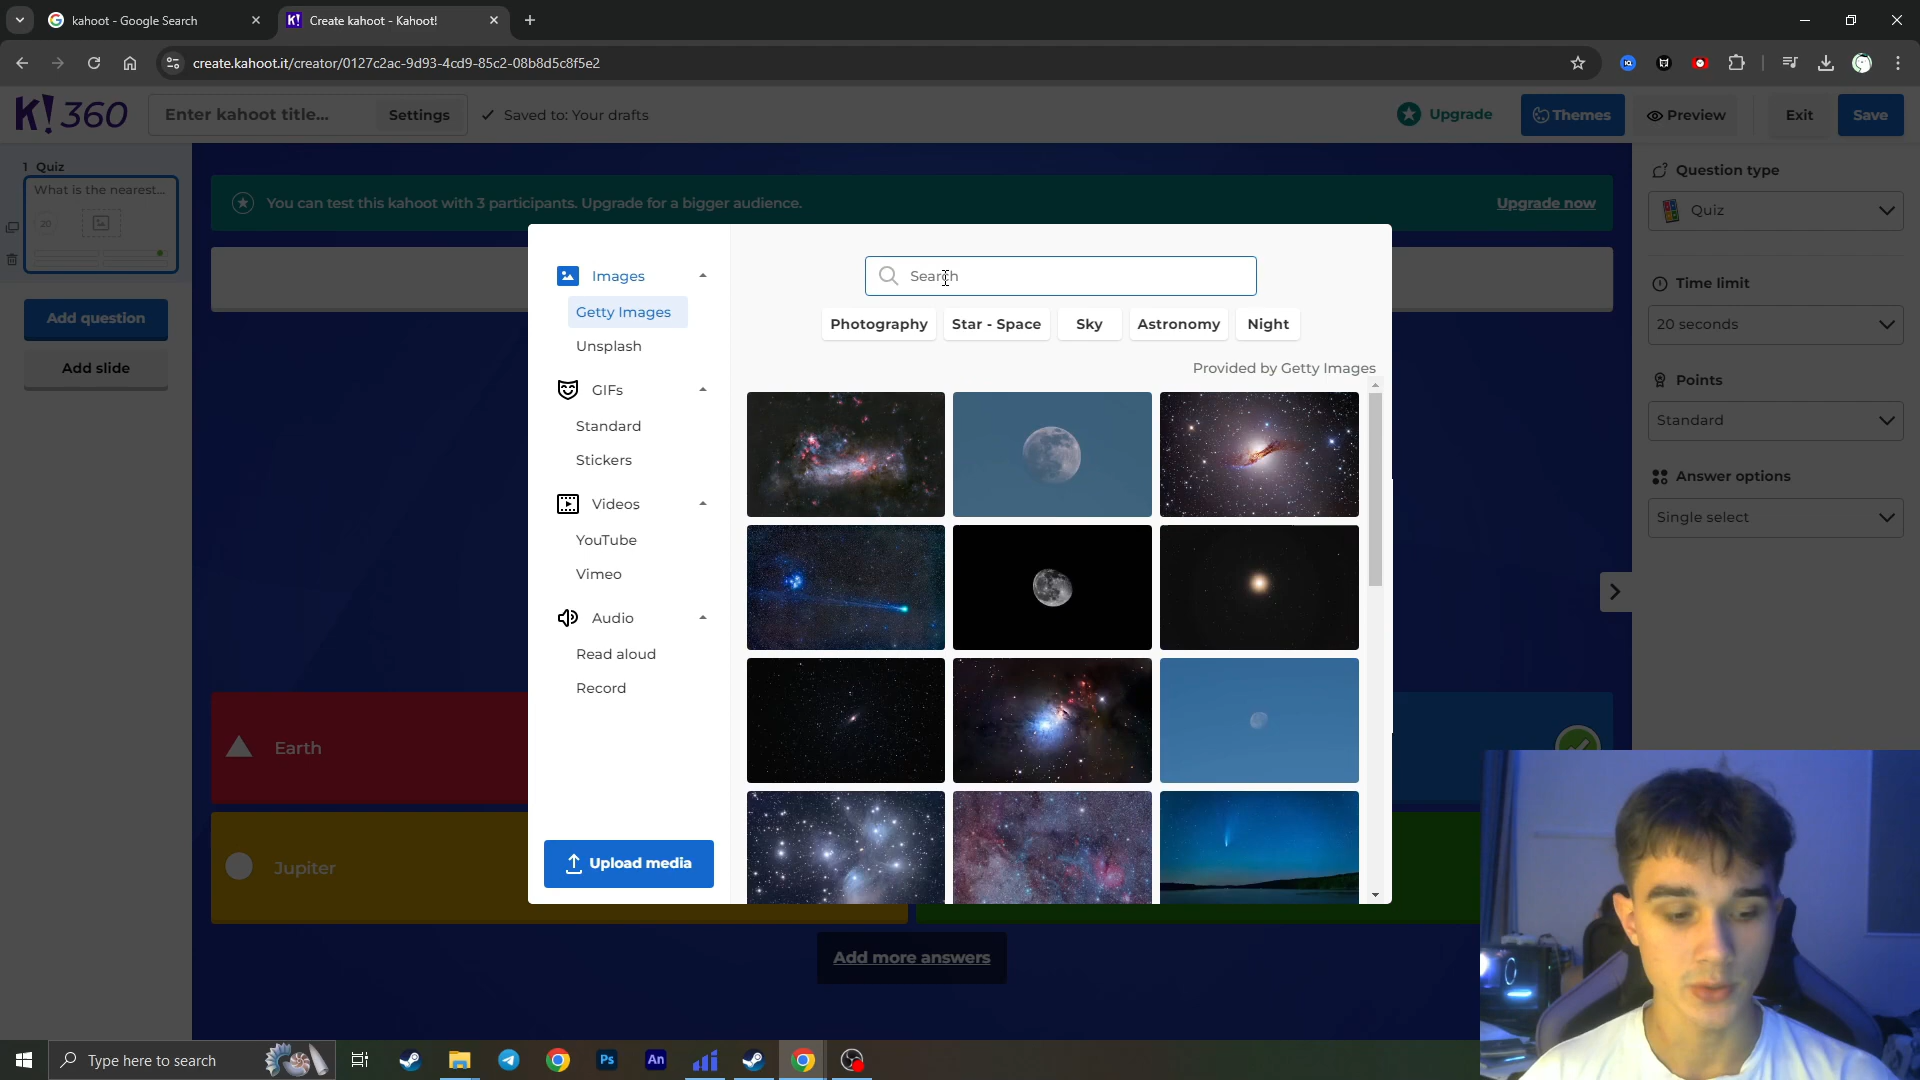 kahoot - Google Search
Create kahoot - Kahoot!
create.kahoot.it/creator/0127c2ac-9d93-4cd9-85c2-08b8d5c8f5e2
K! 360
Enter kahoot title...
Settings
Saved to: Your drafts
Upgrade
Themes
Preview
Exit
Save
1 Quiz
What is the nearest...
20
Add question
Add slide
You can test this kahoot with 3 participants. Upgrade for a bigger audience.
Upgrade now
Images
Getty Images
Unsplash
GIFs
Standard
Stickers
Videos
YouTube
Vimeo
Audio
Read aloud
Record
Upload media
Search
Photography
Star - Space
Sky
Astronomy
Night
Provided by Getty Images
Question type
Quiz
Time limit
20 seconds
Points
Standard
Answer options
Single select
Earth
Jupiter
Add more answers
Type here to search
Ps
An